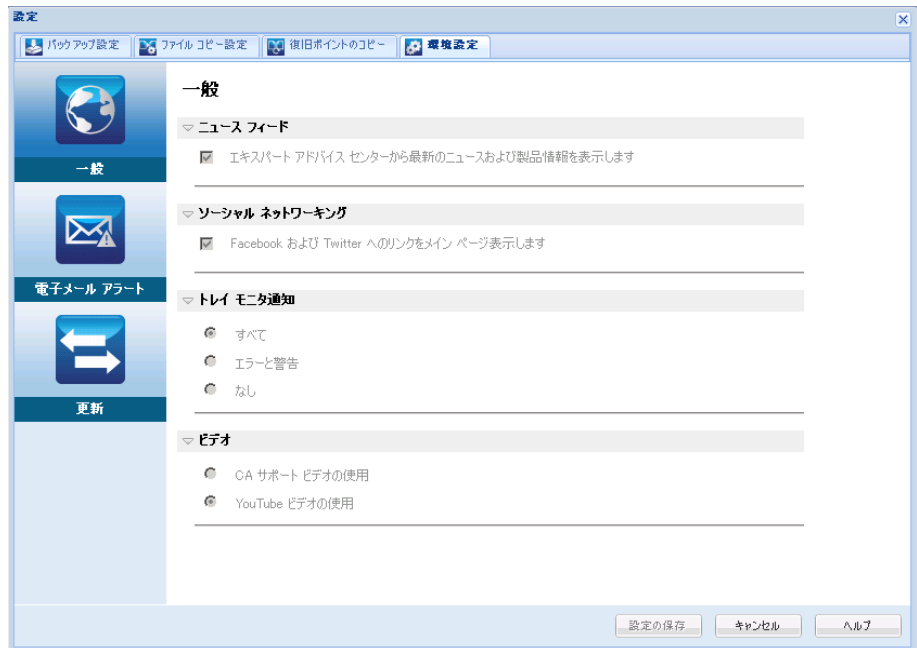 設定
バックアップ設定 ファイル コピー設定 復旧ポイントのコピー 環境設定
一般
電子メール アラート
更新
一般
ニュース フィード
エキスパート アドバイス センターから最新のニュースおよび製品情報を表示します
ソーシャル ネットワーキング
Facebook および Twitter へのリンクをメイン ページ表示します
トレイ モニタ通知
すべて
エラーと警告
なし
ビデオ
CA サポート ビデオの使用
YouTube ビデオの使用
設定の保存 キャンセル ヘルプ